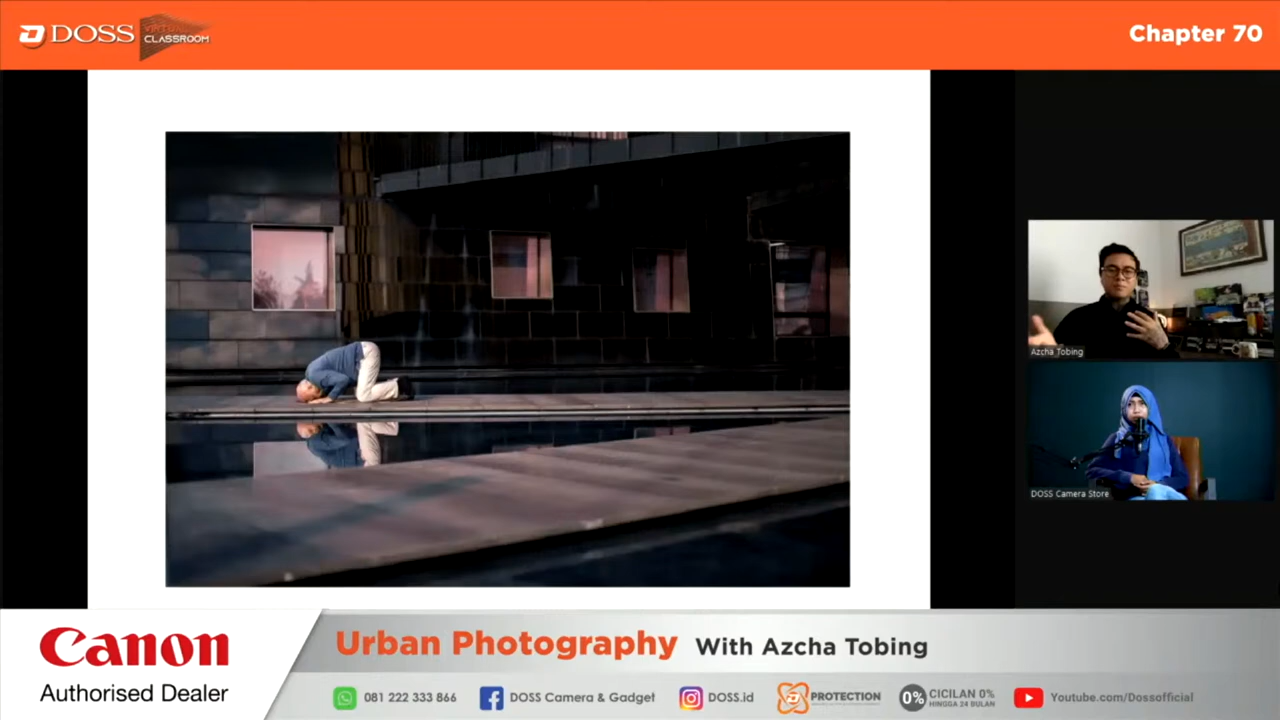 DOSS
VIRTUAL
CLASSROOM
Chapter 70
Azcha Tobing
DOSS Camera Store
Canon
Authorised Dealer
Urban Photography With Azcha Tobing
081 222 333 866
DOSS Camera & Gadget
DOSS.id
PROTECTION
0%
CICILAN 0%
HINGGA 24 BULAN
Youtube.com/Dossofficial